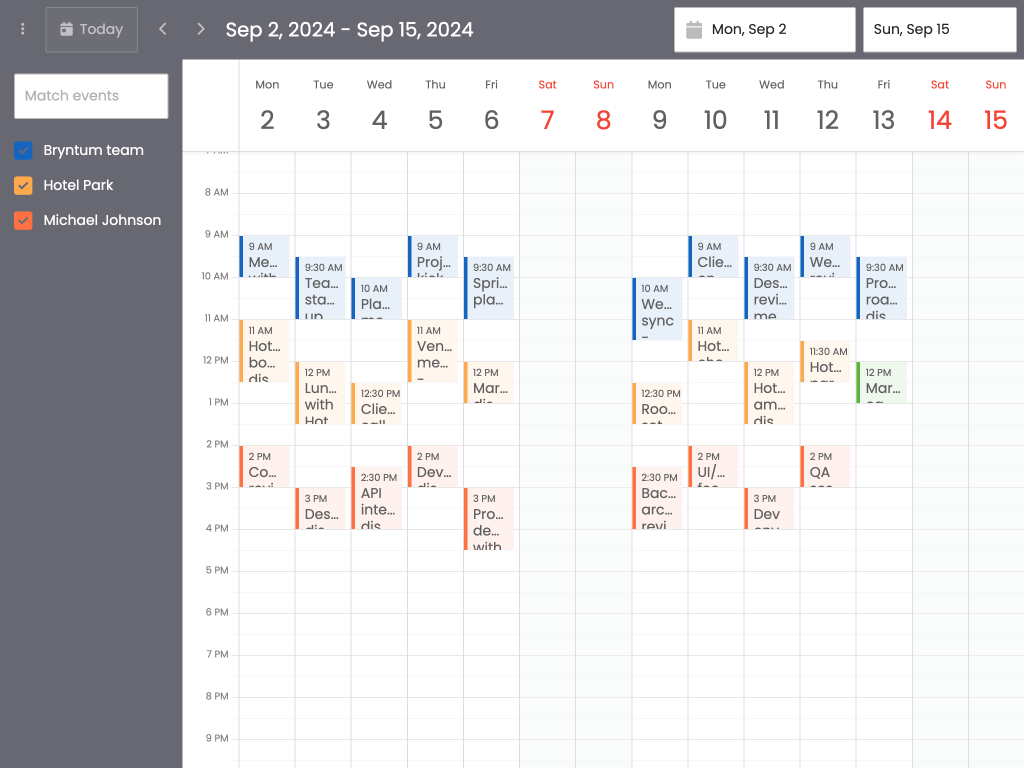 Today
Sep 2, 2024 - Sep 15, 2024
Mon, Sep 2
Sun, Sep 15
Match events
Bryntum team
Hotel Park
Michael Johnson
Mon Tue Wed Thu Fri Sat Sun Mon Tue Wed Thu Fri Sat Sun
2 3 4 5 6 7 8 9 10 11 12 13 14 15
8 AM
9 AM
10 AM
11 AM
12 PM
1 PM
2 PM
3 PM
4 PM
5 PM
6 PM
7 PM
8 PM
9 PM
9 AM
Me...
with
11 AM
Hot...
bo...
dis
2 PM
Co...
revi
9:30 AM
Tea...
sta...
up
12 PM
Lun...
with
Hot
3 PM
Des...
dis
10 AM
Pla...
me
12:30 PM
Clie...
call
2:30 PM
API
inte...
dis
9 AM
Proj...
kick
11 AM
Ven...
me...
-
2 PM
Dev...
dis
9:30 AM
Spri...
pla...
12 PM
Mar...
dis
3 PM
Pro...
de...
with
10 AM
We...
sync
-
12:30 PM
Roo...
set
2:30 PM
Bac...
arc...
revi
9 AM
Clie...
11 AM
Hot...
2 PM
UI/...
fee
9:30 AM
Des...
revi...
me
12 PM
Hot...
am...
dis
3 PM
Dev
9 AM
We...
revi
11:30 AM
Hot...
2 PM
QA
9:30 AM
Pro...
roa...
dis
12 PM
Mar...